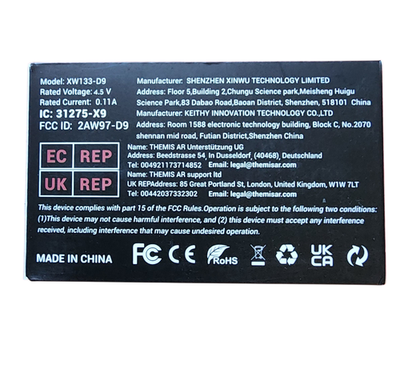 Model: XW133-D9
Rated Voltage: 4.5 V
Rated Current: 0.11A
IC: 31275-X9
FCC ID: 2AW97-D9
Manufacturer: SHENZHEN XINWU TECHNOLOGY LIMITED
Address: Floor 5,Building 2,Chungu Science park,Meisheng Huigu
Science Park,83 Dabao Road,Baoan District, Shenzhen, 518101 China
Manufacturer: KEITHY INNOVATION TECHNOLOGY LIMITED
Address: Room 1588 electronic technology building, Block C, No.2070
shennan mid road, Futian District,Shenzhen China
EC REP
Name: THEMIS AR Unterstützung UG
Address: Beedstrasse 54, In Dusseldorf, (40468), Deutschland
Tel: 004921173714852 Email: legal@themisar.com
UK REP
Name: THEMIS AR support ltd
UK REPAddress: 85 Great Portland St, London, United Kingdom, W1W 7LT
Tel: 00442037332302 Email: legal@themisar.com
This device complies with part 15 of the FCC Rules.Operation is subject to the following two conditions:
(1)This device may not cause harmful interference, and (2) this device must accept any interference
received, including interference that may cause undesired operation.
MADE IN CHINA
FC CE RoHS UK CA